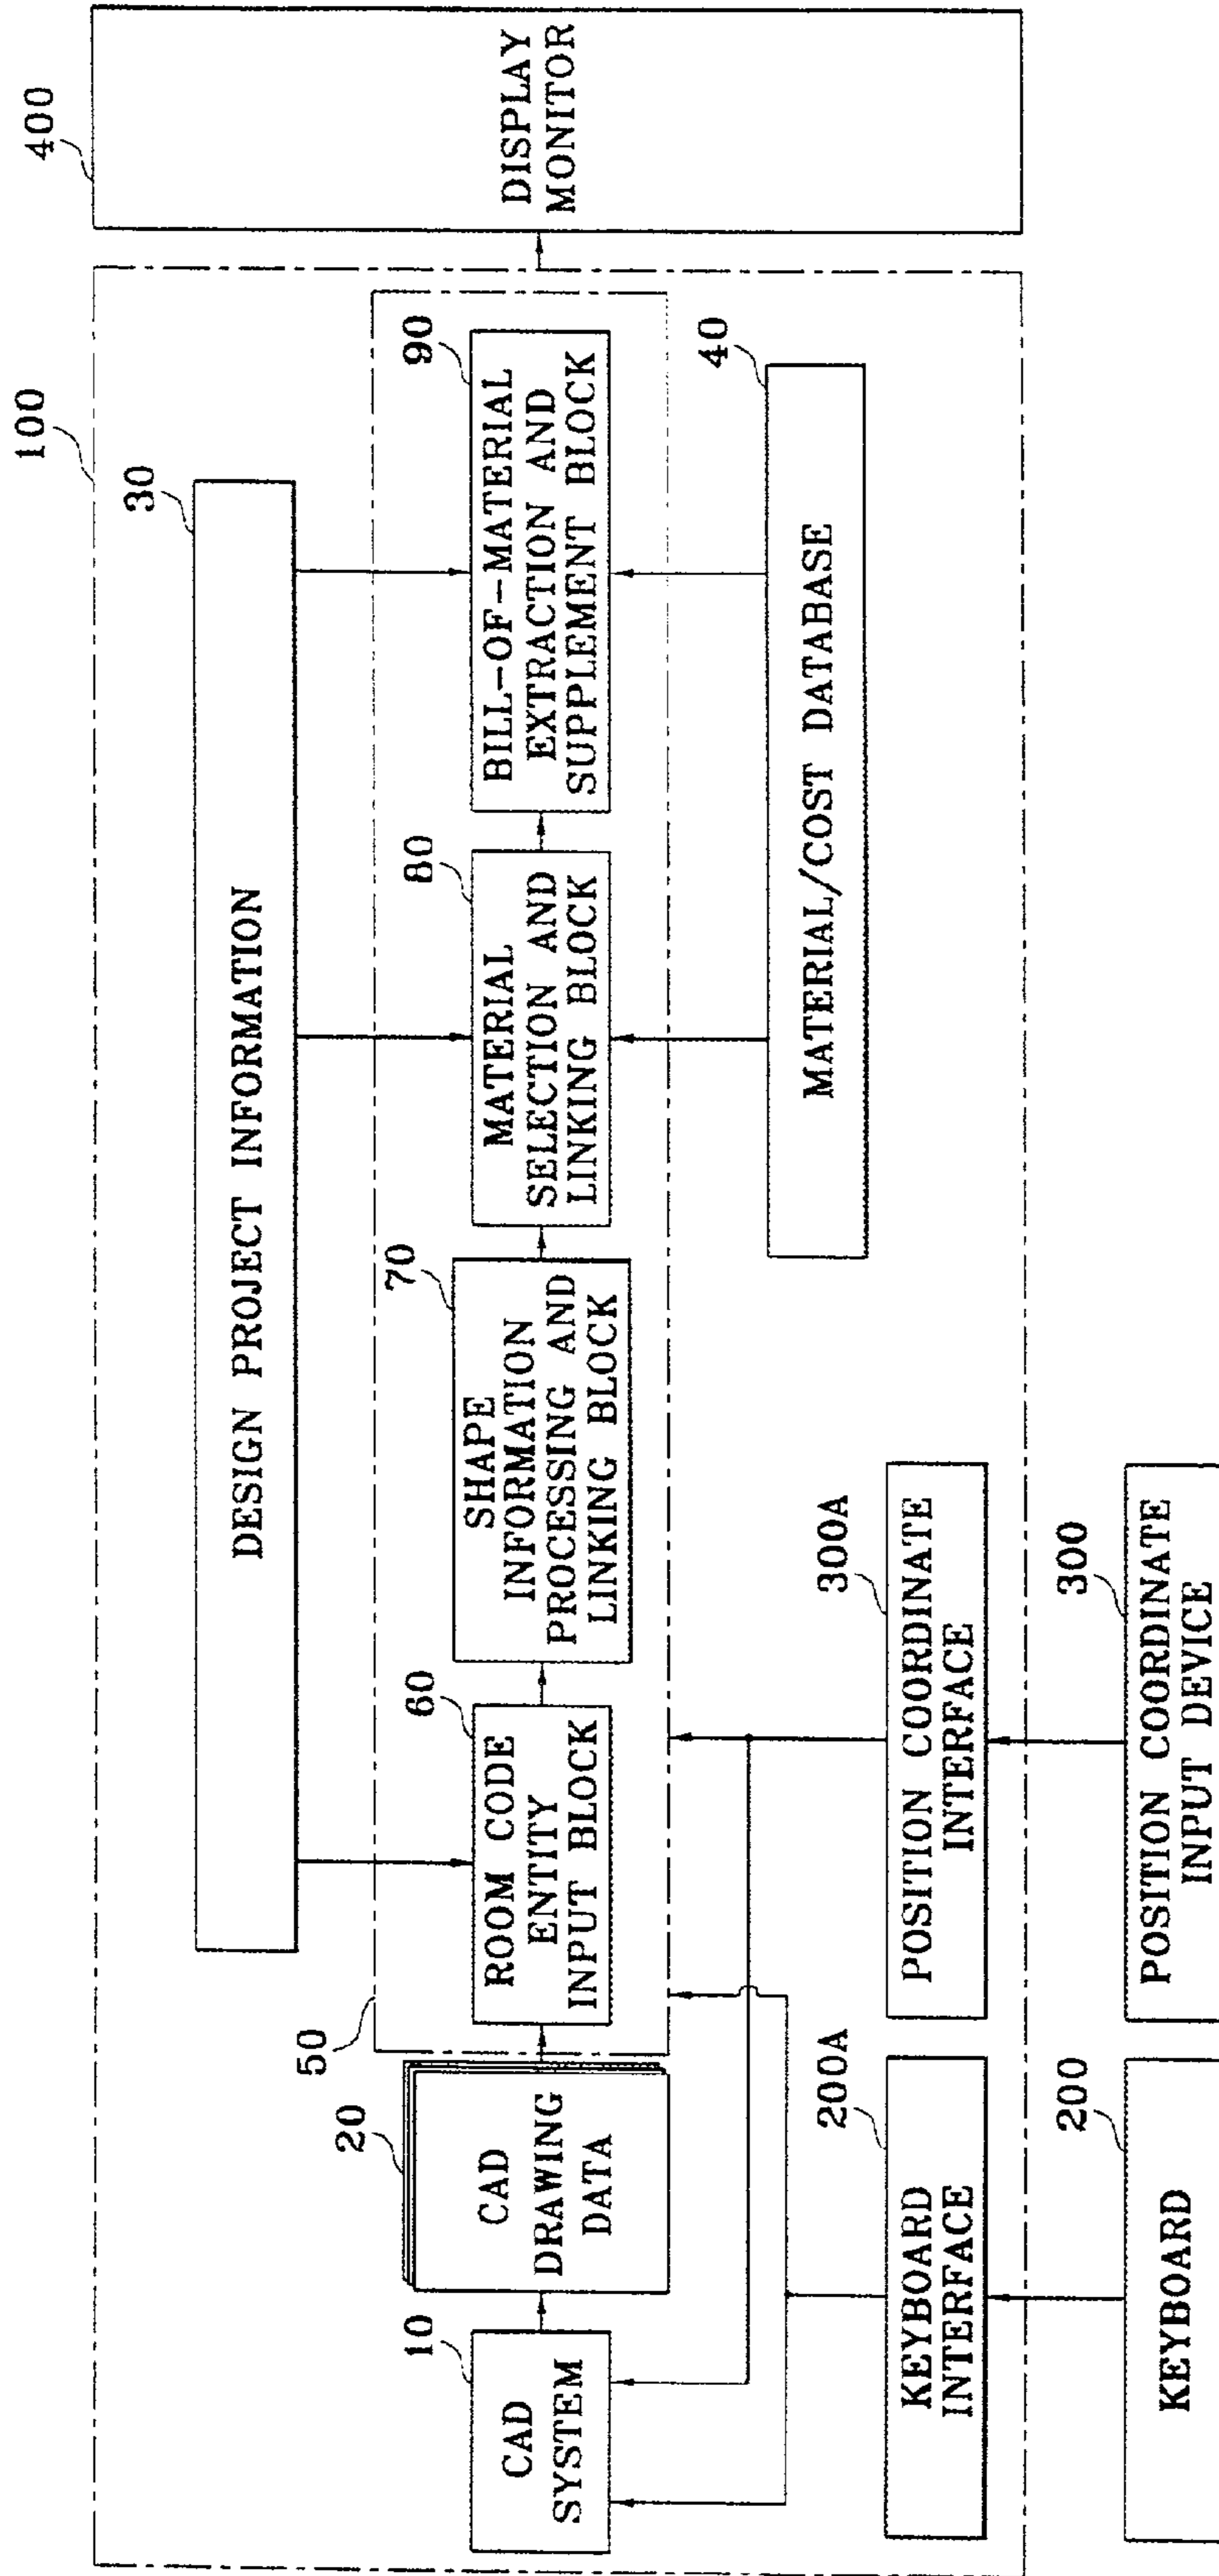 100
400
30
DESIGN PROJECT INFORMATION
50
10
CAD
SYSTEM
20
CAD
DRAWING
DATA
60
ROOM CODE
ENTITY
INPUT BLOCK
70
SHAPE
INFORMATION
PROCESSING AND
LINKING BLOCK
80
MATERIAL
SELECTION AND
LINKING BLOCK
90
BILL-OF-MATERIAL
EXTRACTION AND
SUPPLEMENT BLOCK
DISPLAY
MONITOR
40
MATERIAL/COST DATABASE
200A
KEYBOARD
INTERFACE
300A
POSITION COORDINATE
INTERFACE
200
KEYBOARD
300
POSITION COORDINATE
INPUT DEVICE